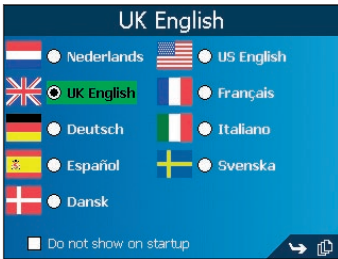 UK English
Nederlands
US English
UK English
Français
Deutsch
Italiano
Español
Svenska
Dansk
Do not show on startup